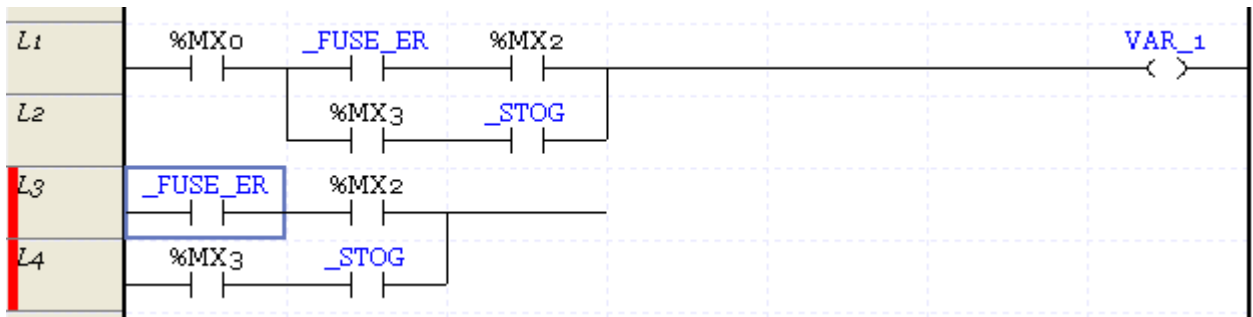 L1 %MX0 _FUSE_ER %MX2 VAR_1
L2 %MX3 _STOG
L3 _FUSE_ER %MX2
L4 %MX3 _STOG